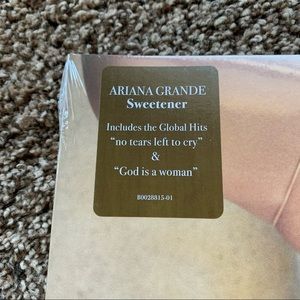 ARIANA GRANDE
Sweetener
Includes the Global Hits
“no tears left to cry”
&
“God is a woman”
B0028815-01